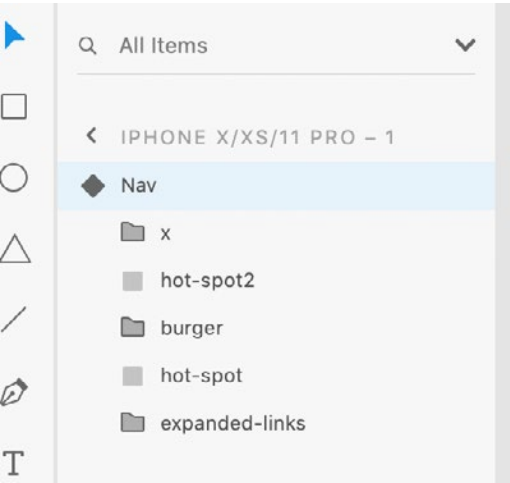 All Items
IPHONE X/XS/11 PRO – 1
Nav
x
hot-spot2
burger
hot-spot
expanded-links
T